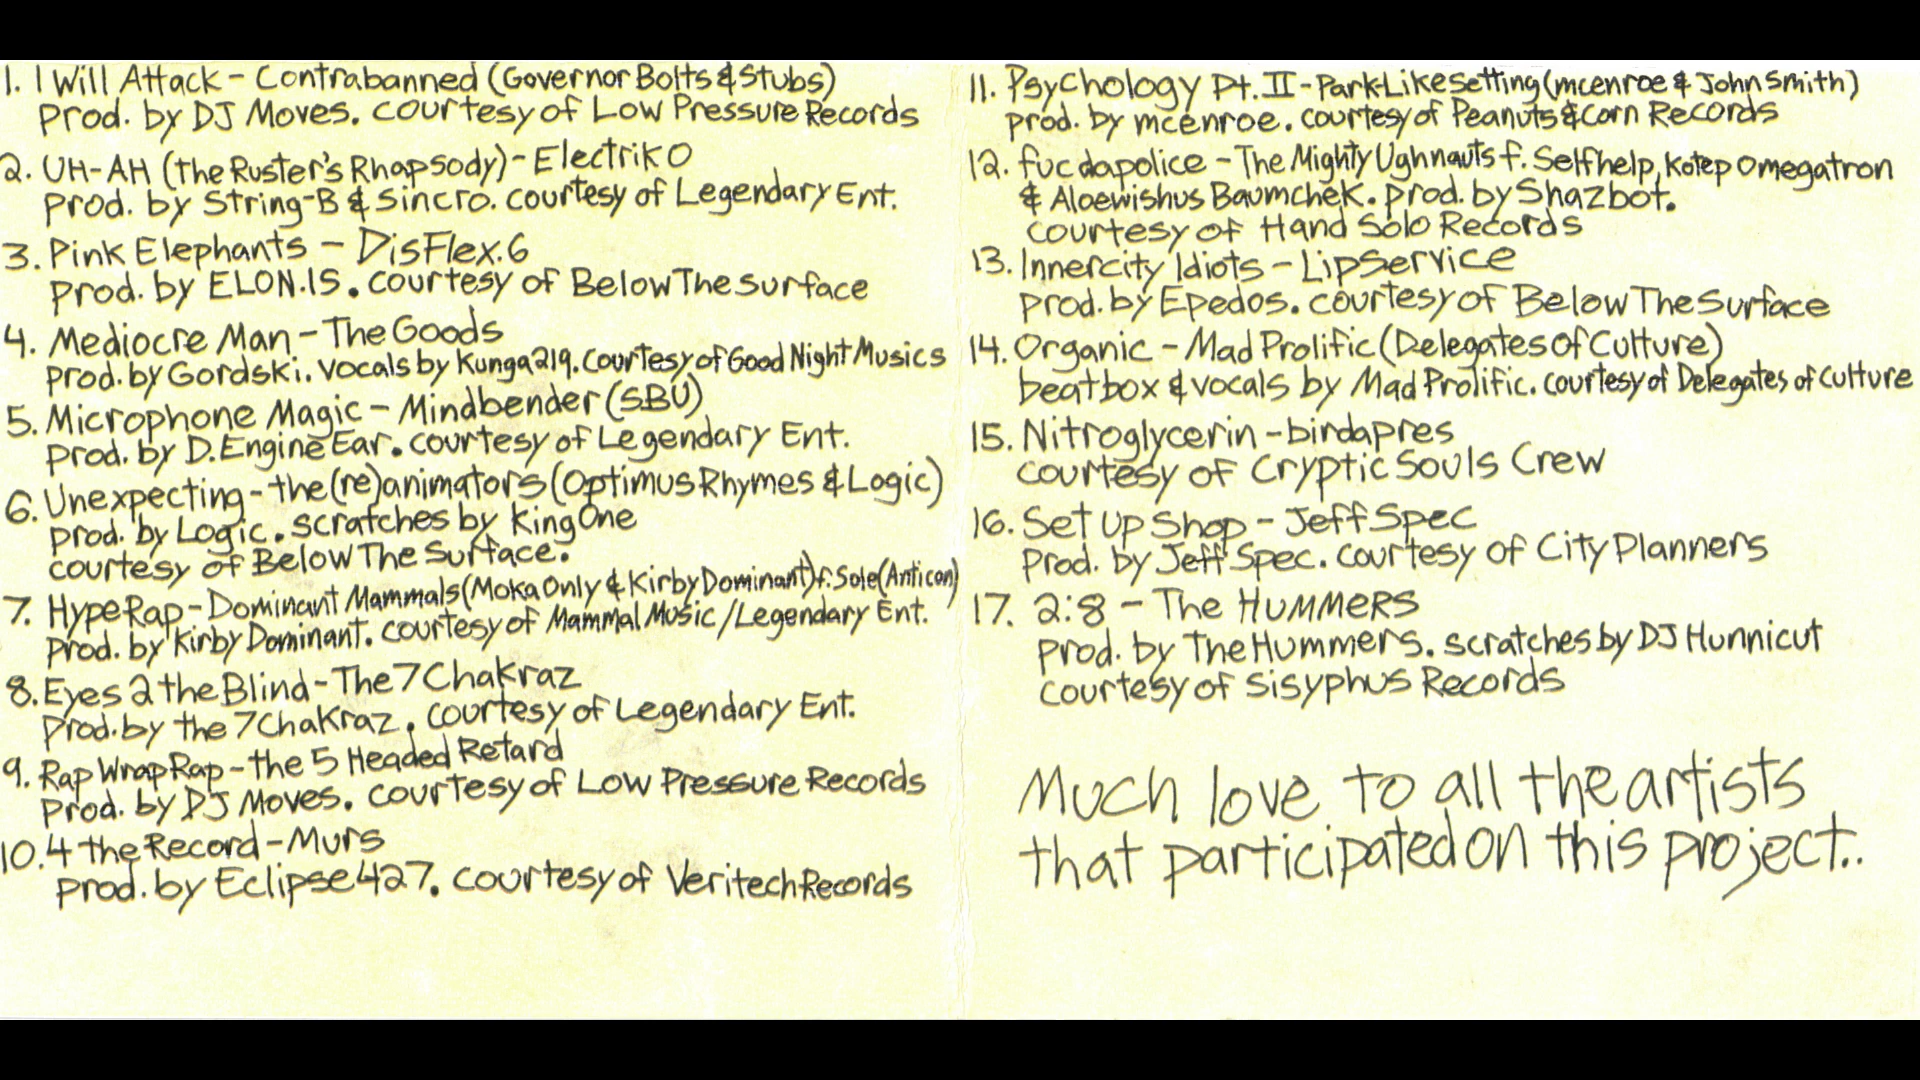 1. I Will Attack - Contrabanned (Governor Bolts & Stubs)
Prod. by DJ Moves. courtesy of Low Pressure Records
2. UH-AH (the Ruster's Rhapsody) - Electrik O
prod. by String-B & Sincro. courtesy of Legendary Ent.
3. Pink Elephants - DisFlex.6
prod. by ELON.IS. courtesy of BelowTheSurface
4. Mediocre Man - The Goods
prod. by Gordski. vocals by Kunga219. Courtesy of Good Night Musics
5. Microphone Magic - Mindbender (SBU)
prod. by D.Engine Ear. courtesy of Legendary Ent.
6. Unexpecting - the (re)animators (Optimus Rhymes & Logic)
prod. by Logic. scratches by King One
courtesy of Below The Surface.
7. Hype Rap - Dominant Mammals (Moka Only & Kirby Dominant) f. Sole (Anticon)
Prod. by Kirby Dominant. courtesy of Mammal Music / Legendary Ent.
8. Eyes 2 the Blind - The 7 Chakraz
Prod. by the 7 Chakraz. courtesy of Legendary Ent.
9. Rap Wrap Rap - the 5 Headed Retard
Prod. by DJ Moves. courtesy of Low Pressure Records
10. 4 the Record - Murs
prod. by Eclipse427. courtesy of Veritech Records
11. Psychology Pt. II - Park-Like Setting (mcenroe & John Smith)
prod. by mcenroe. courtesy of Peanuts & Corn Records
12. fuc da police - The Mighty Ughnauts f. Selfhelp, Kotep Omegatron
& Aloewishus Baumchek. prod. by Shazbot.
courtesy of Hand Solo Records
13. Innercity Idiots - LipService
prod. by Epedos. courtesy of BelowTheSurface
14. Organic - Mad Prolific (Delegates Of Culture)
beatbox & vocals by Mad Prolific. courtesy of Delegates of Culture
15. Nitroglycerin - birdapres
courtesy of Cryptic Souls Crew
16. Set Up Shop - Jeff Spec
Prod. by Jeff Spec. courtesy of City Planners
17. 2:8 - The HUMMERS
prod. by The Hummers. scratches by DJ Hunnicut
courtesy of Sisyphus Records
Much love to all the artists
that participated on this project..